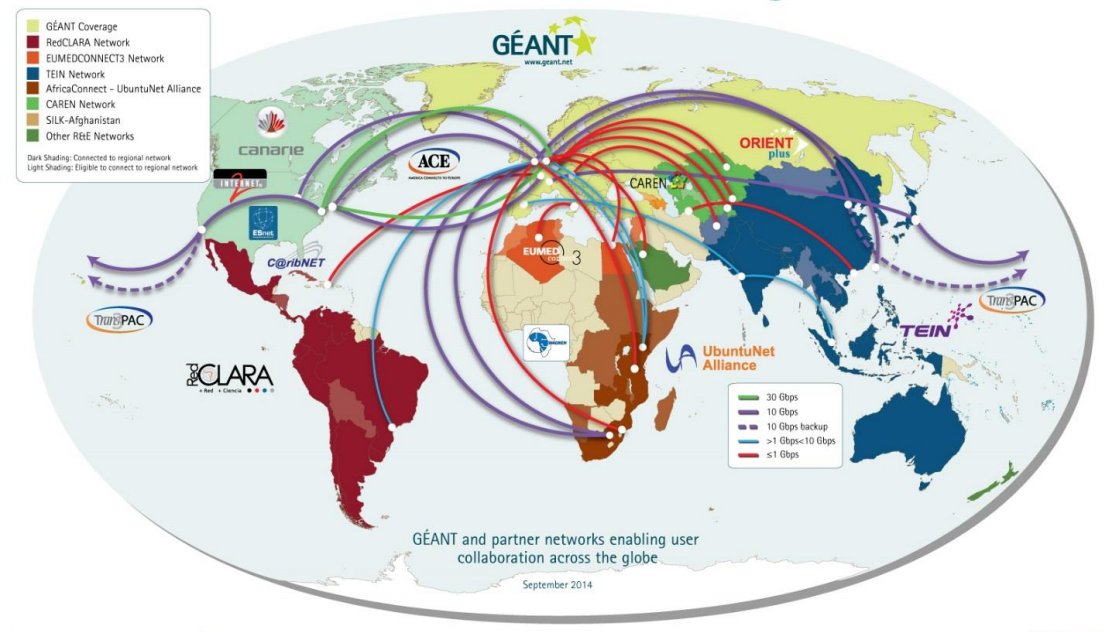 GÉANT Coverage
RedCLARA Network
EUMEDCONNECT3 Network
TEIN Network
AfricaConnect - UbuntuNet Alliance
CAREN Network
SILK-Afghanistan
Other R&E Networks
Dark Shading: Connected to regional network
Light Shading: Eligible to connect to regional network
GÉANT
www.geant.net
canarie
INTERNET
ESnet
C@ribNET
ACE
AMERICA CONNECTS TO EUROPE
ORIENT
plus
CAREN
EUMED
connect 3
TransPAC
TransPAC
TEIN
WACREN
UbuntuNet
Alliance
RedCLARA
Red • Ciencia
30 Gbps
10 Gbps
10 Gbps backup
>1 Gbps<10 Gbps
≤1 Gbps
GÉANT and partner networks enabling user
collaboration across the globe
September 2014